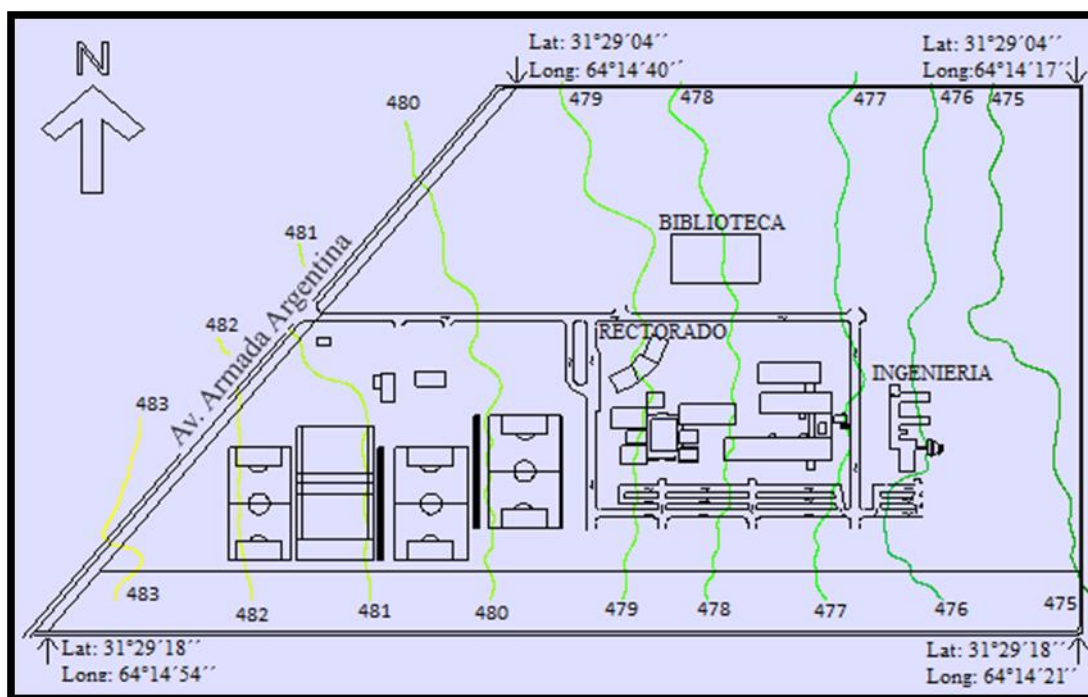 N
Lat: 31°29´04´´
Long: 64°14´40´´
Lat: 31°29´04´´
Long:64°14´17´´
480
479
478
477
476
475
481
BIBLIOTECA
482
Av. Armada Argentina
RECTORADO
INGENIERIA
483
483
482
481
480
479
478
477
476
475
Lat: 31°29´18´´
Long: 64°14´54´´
Lat: 31°29´18´´
Long: 64°14´21´´